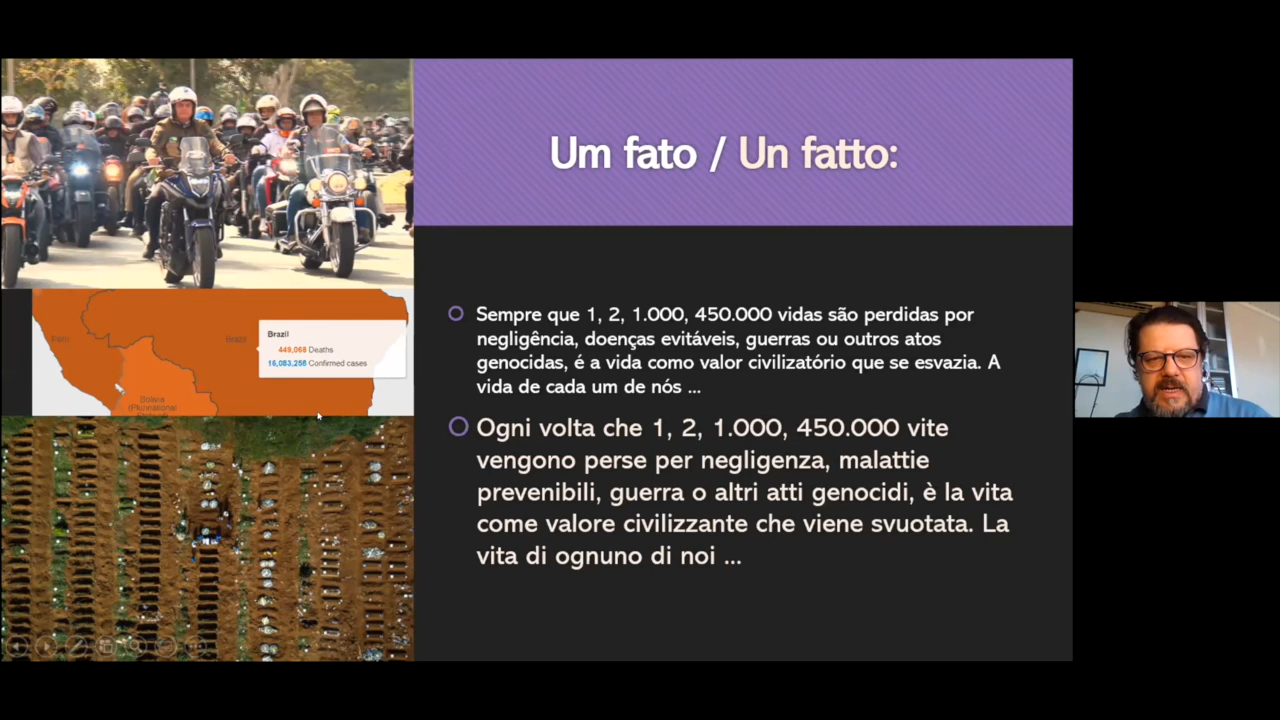 Um fato / Un fatto:
Peru
Brazil
Brazil
449,068 Deaths
16,083,258 Confirmed cases
Bolivia
(Plurinational
Sempre que 1, 2, 1.000, 450.000 vidas são perdidas por
negligência, doenças evitáveis, guerras ou outros atos
genocidas, é a vida como valor civilizatório que se esvazia. A
vida de cada um de nós ...
Ogni volta che 1, 2, 1.000, 450.000 vite
vengono perse per negligenza, malattie
prevenibili, guerra o altri atti genocidi, è la vita
come valore civilizzante che viene svuotata. La
vita di ognuno di noi ...